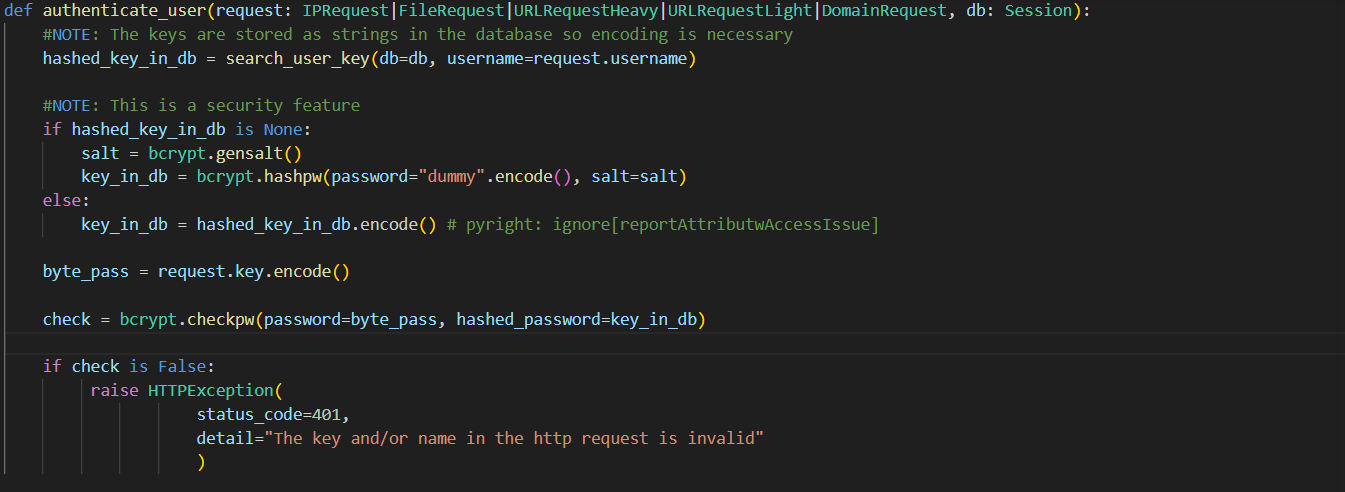 def authenticate_user(request: IPRequest|FileRequest|URLRequestHeavy|URLRequestLight|DomainRequest, db: Session):
#NOTE: The keys are stored as strings in the database so encoding is necessary
hashed_key_in_db = search_user_key(db=db, username=request.username)
#NOTE: This is a security feature
if hashed_key_in_db is None:
salt = bcrypt.gensalt()
key_in_db = bcrypt.hashpw(password="dummy".encode(), salt=salt)
else:
key_in_db = hashed_key_in_db.encode() # pyright: ignore[reportAttributwAccessIssue]
byte_pass = request.key.encode()
check = bcrypt.checkpw(password=byte_pass, hashed_password=key_in_db)
if check is False:
raise HTTPException(
status_code=401,
detail="The key and/or name in the http request is invalid"
)